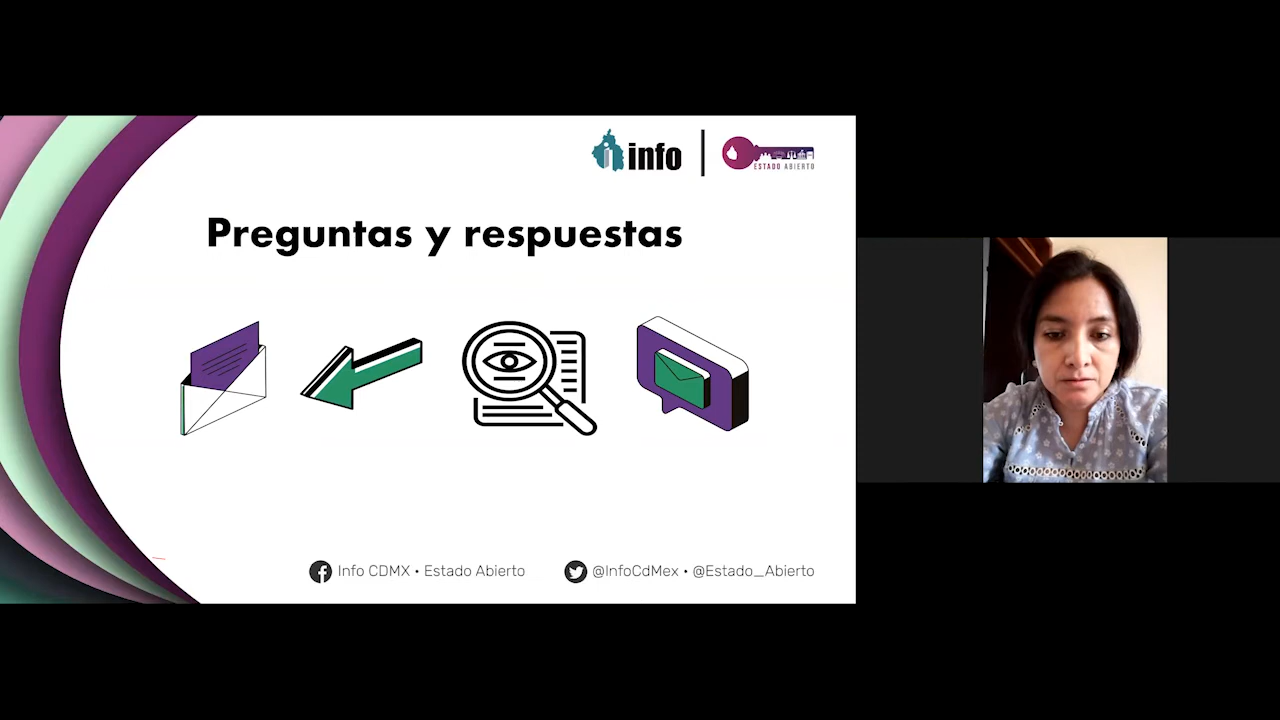 info
ESTADO ABIERTO
Preguntas y respuestas
Info CDMX • Estado Abierto
@InfoCdMex • @Estado_Abierto